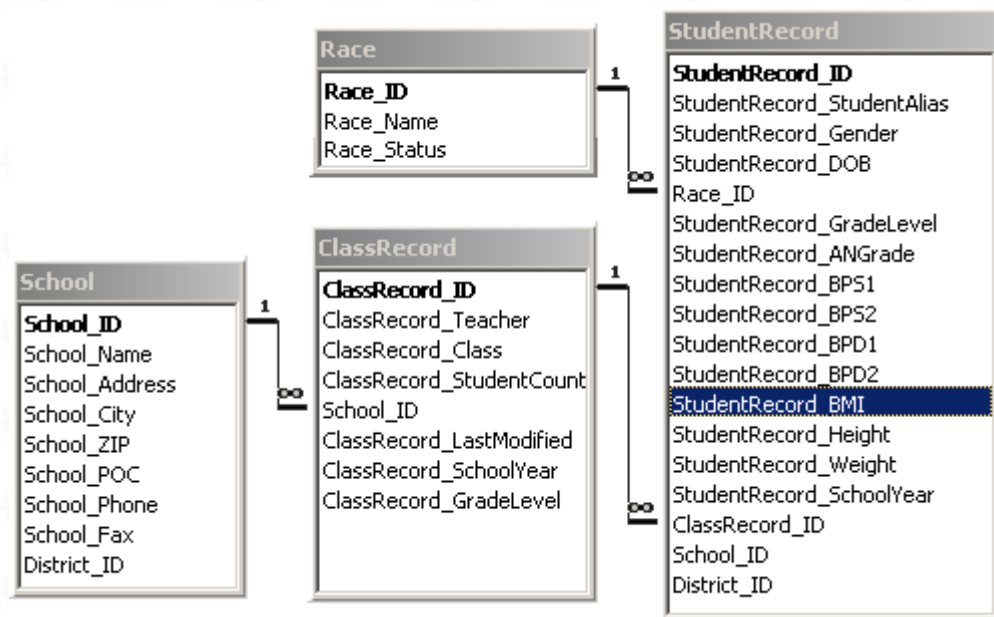 Race
Race_ID
Race_Name
Race_Status
1
∞
StudentRecord
StudentRecord_ID
StudentRecord_StudentAlias
StudentRecord_Gender
StudentRecord_DOB
Race_ID
StudentRecord_GradeLevel
StudentRecord_ANGrade
StudentRecord_BPS1
StudentRecord_BPS2
StudentRecord_BPD1
StudentRecord_BPD2
StudentRecord_BMI
StudentRecord_Height
StudentRecord_Weight
StudentRecord_SchoolYear
ClassRecord_ID
School_ID
District_ID
School
School_ID
School_Name
School_Address
School_City
School_ZIP
School_POC
School_Phone
School_Fax
District_ID
1
∞
ClassRecord
ClassRecord_ID
ClassRecord_Teacher
ClassRecord_Class
ClassRecord_StudentCount
School_ID
ClassRecord_LastModified
ClassRecord_SchoolYear
ClassRecord_GradeLevel
1
∞